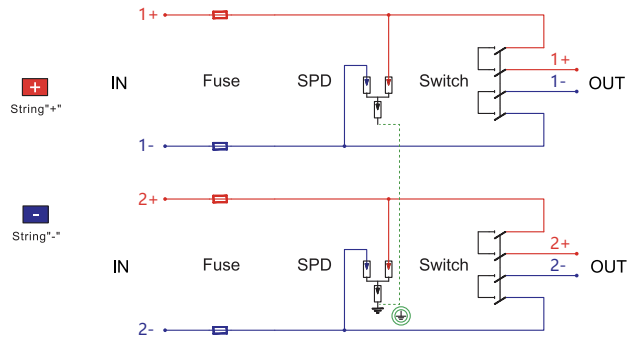 1+
IN Fuse SPD Switch 1+ OUT
1-
1-
+
String"+"
2+
IN Fuse SPD Switch 2+ OUT
2-
2-
-
String"-"